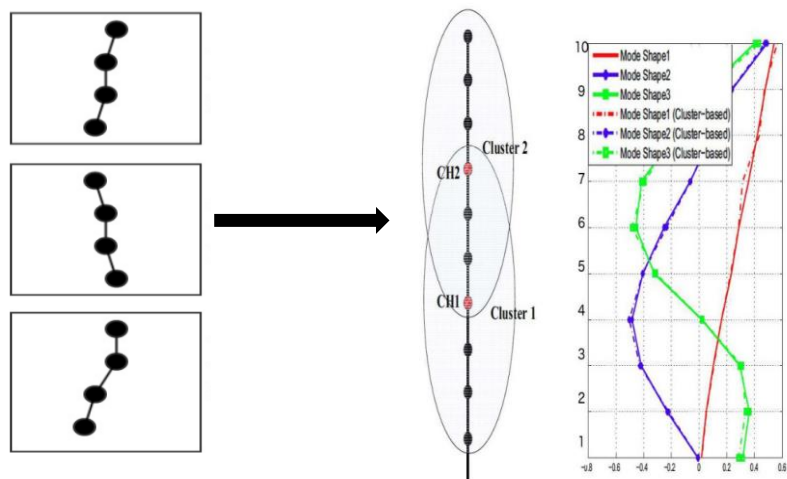 Cluster 2
CH2
CH1
Cluster 1
10
9
8
7
6
5
4
3
2
1
Mode Shape1
Mode Shape2
Mode Shape3
Mode Shape1 (Cluster-based)
Mode Shape2 (Cluster-based)
Mode Shape3 (Cluster-based)
-0.8 -0.6 -0.4 -0.2 0 0.2 0.4 0.6